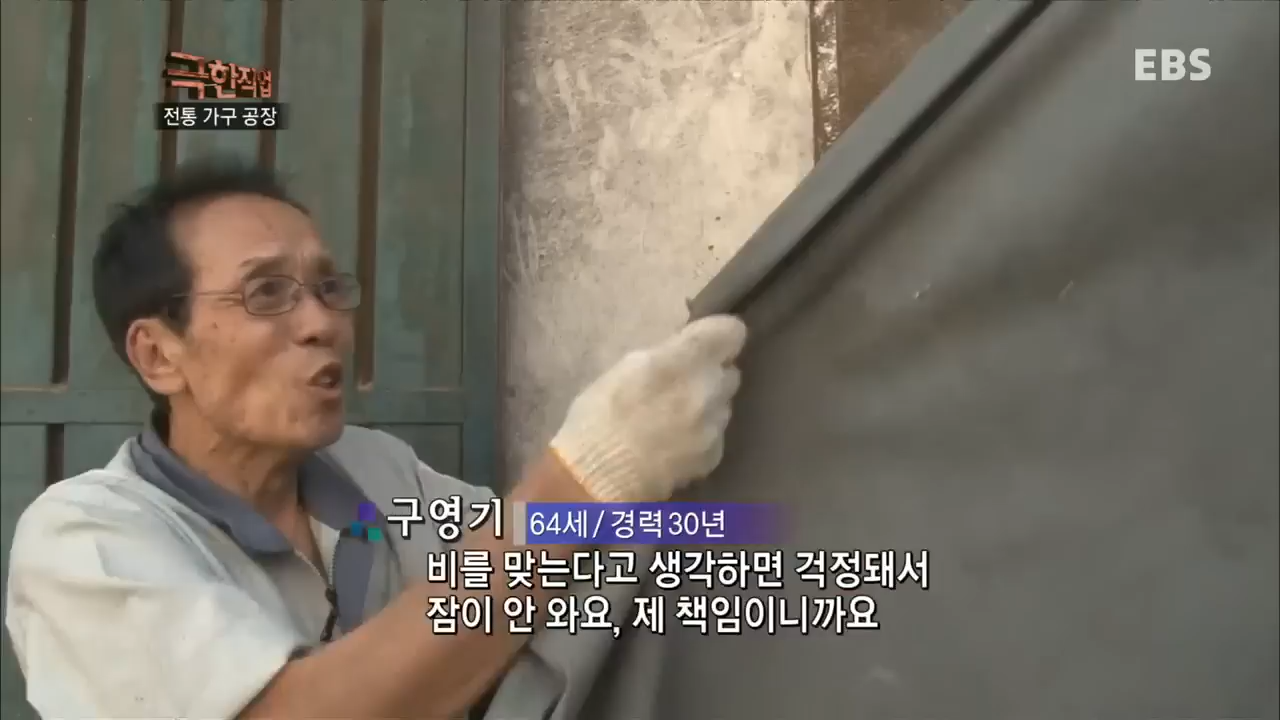 극한직업
전통 가구 공장
EBS
구영기 64세/ 경력 30년
비를 맞는다고 생각하면 걱정돼서
잠이 안 와요, 제 책임이니까요